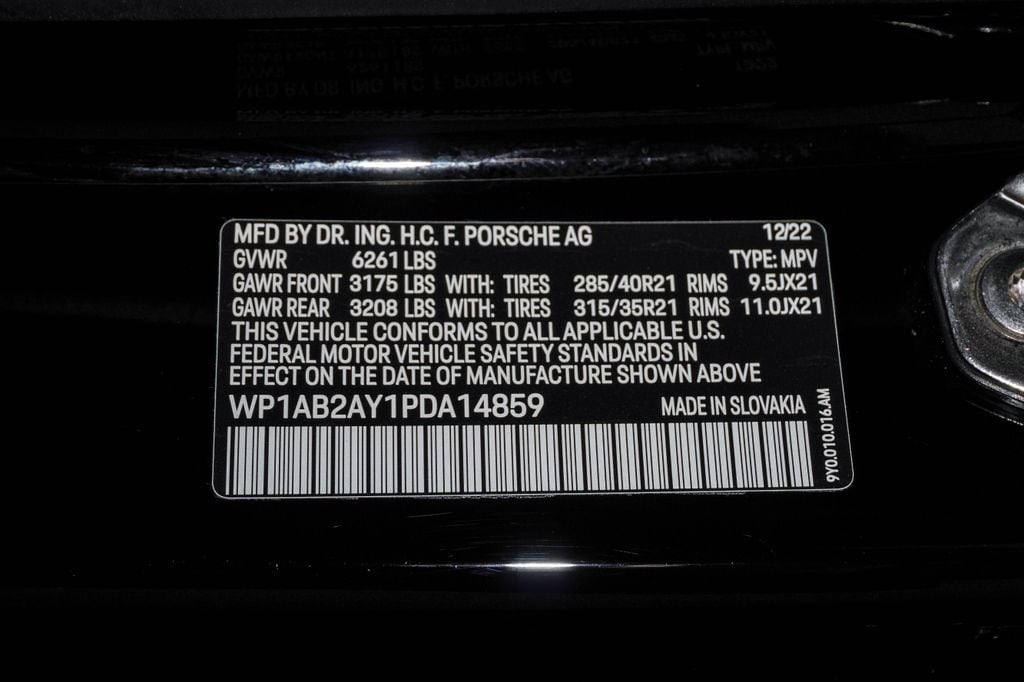 MFD BY DR. ING. H.C. F. PORSCHE AG 12/22
GVWR 6261 LBS TYPE: MPV
GAWR FRONT 3175 LBS WITH: TIRES 285/40R21 RIMS 9.5JX21
GAWR REAR 3208 LBS WITH: TIRES 315/35R21 RIMS 11.0JX21
THIS VEHICLE CONFORMS TO ALL APPLICABLE U.S.
FEDERAL MOTOR VEHICLE SAFETY STANDARDS IN
EFFECT ON THE DATE OF MANUFACTURE SHOWN ABOVE
WP1AB2AY1PDA14859 MADE IN SLOVAKIA
9Y0.010.016.AM